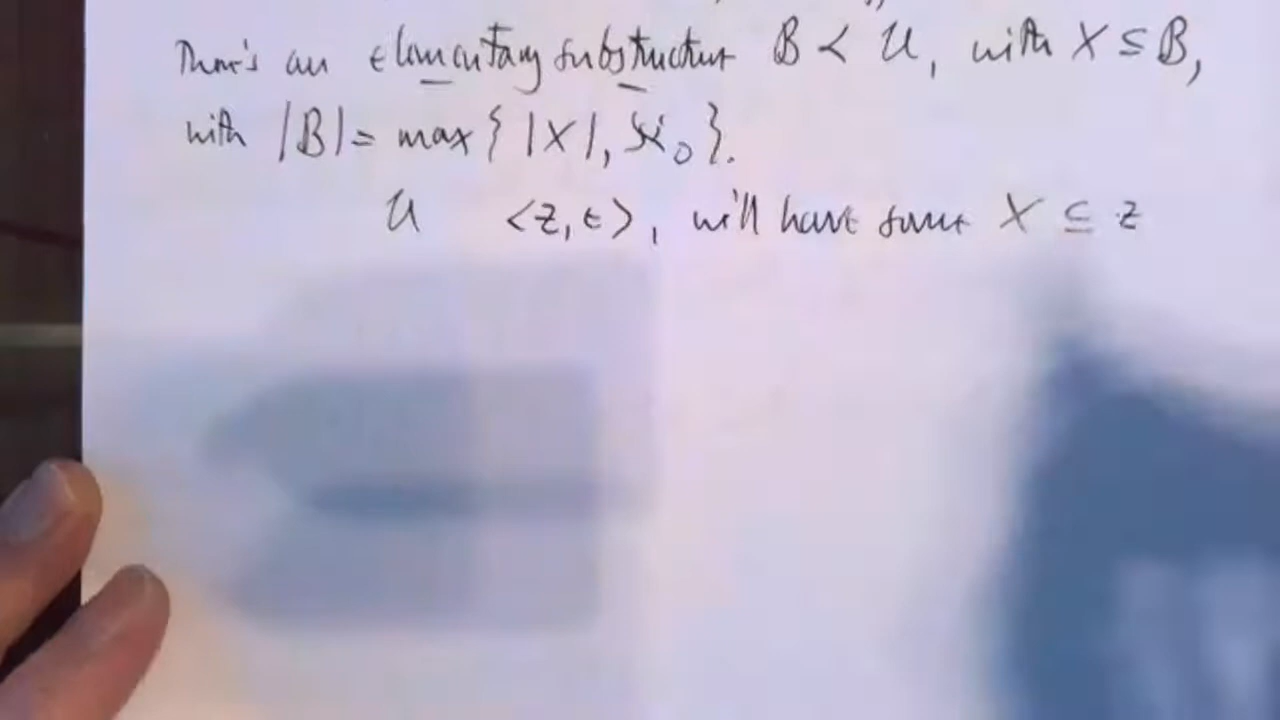 There's an elementary substructure B ≺ U, with X ⊆ B,
with |B| = max{|X|, ℵ₀}.
U <z, ∈>, will have some X ⊆ z